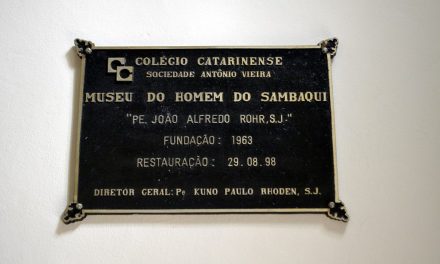 COLÉGIO CATARINENSE
SOCIEDADE ANTÔNIO VIEIRA
MUSEU DO HOMEM DO SAMBAQUI
"PE. JOÃO ALFREDO ROHR, S.J."
FUNDAÇÃO: 1963
RESTAURAÇÃO: 29.08.98
DIRETOR GERAL: Pe KUNO PAULO RHODEN, S.J.